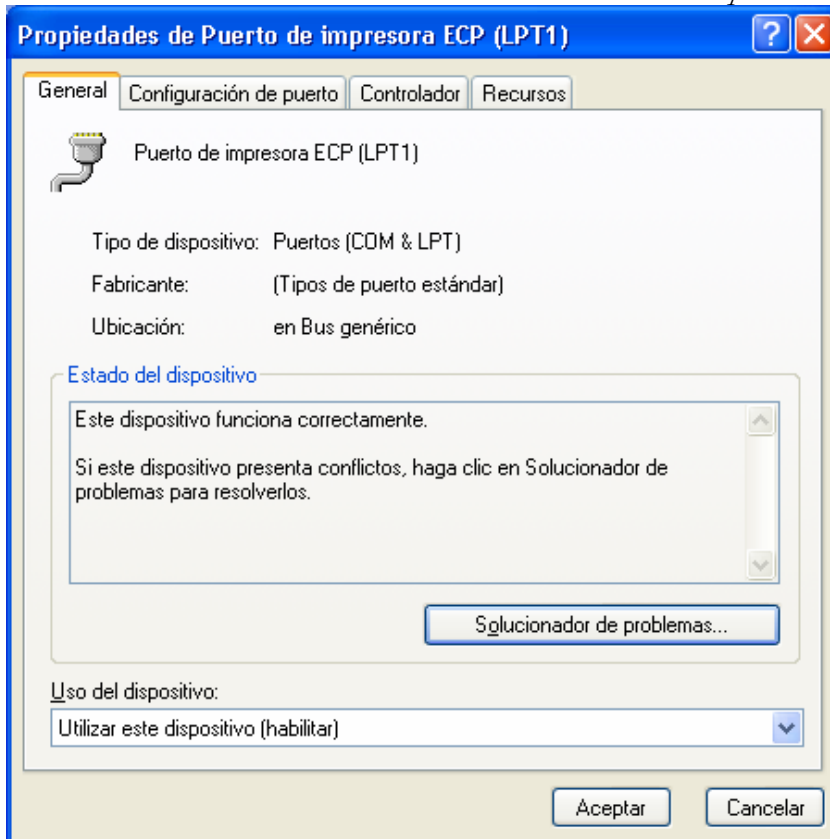 Propiedades de Puerto de impresora ECP (LPT1)
General Configuración de puerto Controlador Recursos
Puerto de impresora ECP (LPT1)
Tipo de dispositivo: Puertos (COM & LPT)
Fabricante: (Tipos de puerto estándar)
Ubicación: en Bus genérico
Estado del dispositivo
Este dispositivo funciona correctamente.
Si este dispositivo presenta conflictos, haga clic en Solucionador de
problemas para resolverlos.
Solucionador de problemas...
Uso del dispositivo:
Utilizar este dispositivo (habilitar)
Aceptar Cancelar